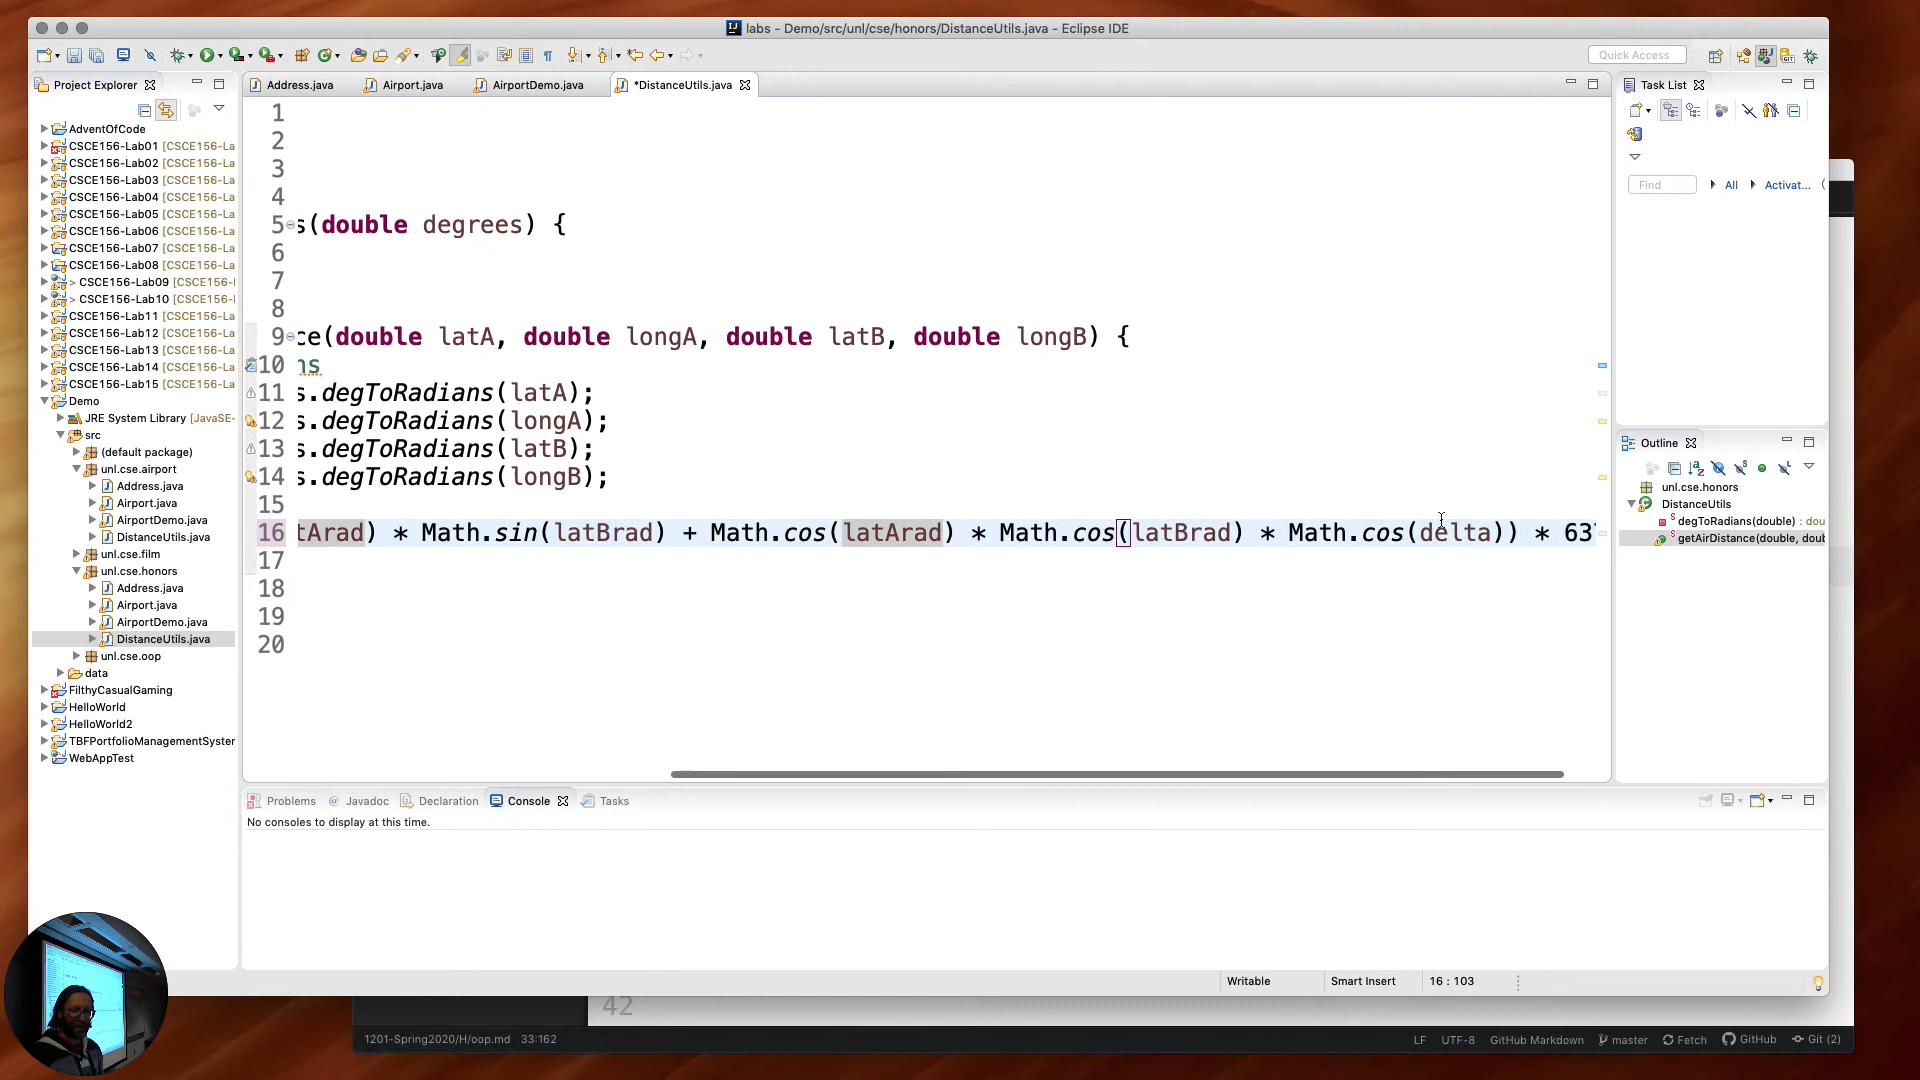 labs - Demo/src/unl/cse/honors/DistanceUtils.java - Eclipse IDE
Quick Access
Project Explorer
Address.java
Airport.java
AirportDemo.java
*DistanceUtils.java
Task List
AdventOfCode
CSCE156-Lab01 [CSCE156-La
CSCE156-Lab02 [CSCE156-La
CSCE156-Lab03 [CSCE156-La
CSCE156-Lab04 [CSCE156-La
CSCE156-Lab05 [CSCE156-La
CSCE156-Lab06 [CSCE156-La
CSCE156-Lab07 [CSCE156-La
CSCE156-Lab08 [CSCE156-La
> CSCE156-Lab09 [CSCE156-
> CSCE156-Lab10 [CSCE156-
CSCE156-Lab11 [CSCE156-La
CSCE156-Lab12 [CSCE156-La
CSCE156-Lab13 [CSCE156-La
CSCE156-Lab14 [CSCE156-La
CSCE156-Lab15 [CSCE156-La
Demo
JRE System Library [JavaSE-
src
(default package)
unl.cse.airport
Address.java
Airport.java
AirportDemo.java
DistanceUtils.java
unl.cse.film
unl.cse.honors
Address.java
Airport.java
AirportDemo.java
DistanceUtils.java
unl.cse.oop
data
FilthyCasualGaming
HelloWorld
HelloWorld2
TBFPortfolioManagementSyster
WebAppTest
1
2
3
4
5 s(double degrees) {
6
7
8
9 ce(double latA, double longA, double latB, double longB) {
10 ns
11 s.degToRadians(latA);
12 s.degToRadians(longA);
13 s.degToRadians(latB);
14 s.degToRadians(longB);
15
16 tArad) * Math.sin(latBrad) + Math.cos(latArad) * Math.cos(latBrad) * Math.cos(delta)) * 637
17
18
19
20
Find
All
Activat...
Outline
unl.cse.honors
DistanceUtils
degToRadians(double) : dou
getAirDistance(double, doub
Problems
Javadoc
Declaration
Console
Tasks
No consoles to display at this time.
Writable
Smart Insert
16 : 103
42
1201-Spring2020/H/oop.md 33:162
LF
UTF-8
GitHub Markdown
master
Fetch
GitHub
Git (2)